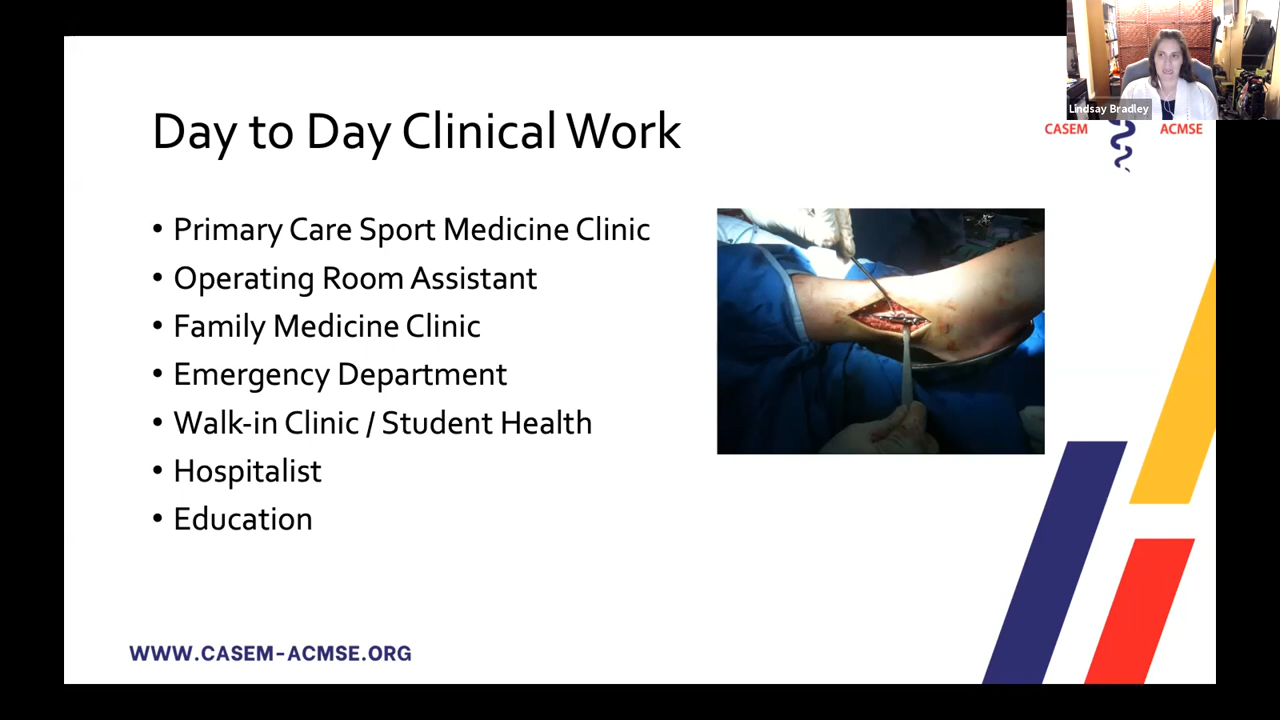 Lindsay Bradley
CASEM ACMSE
Day to Day Clinical Work
• Primary Care Sport Medicine Clinic
• Operating Room Assistant
• Family Medicine Clinic
• Emergency Department
• Walk-in Clinic / Student Health
• Hospitalist
• Education
WWW.CASEM-ACMSE.ORG